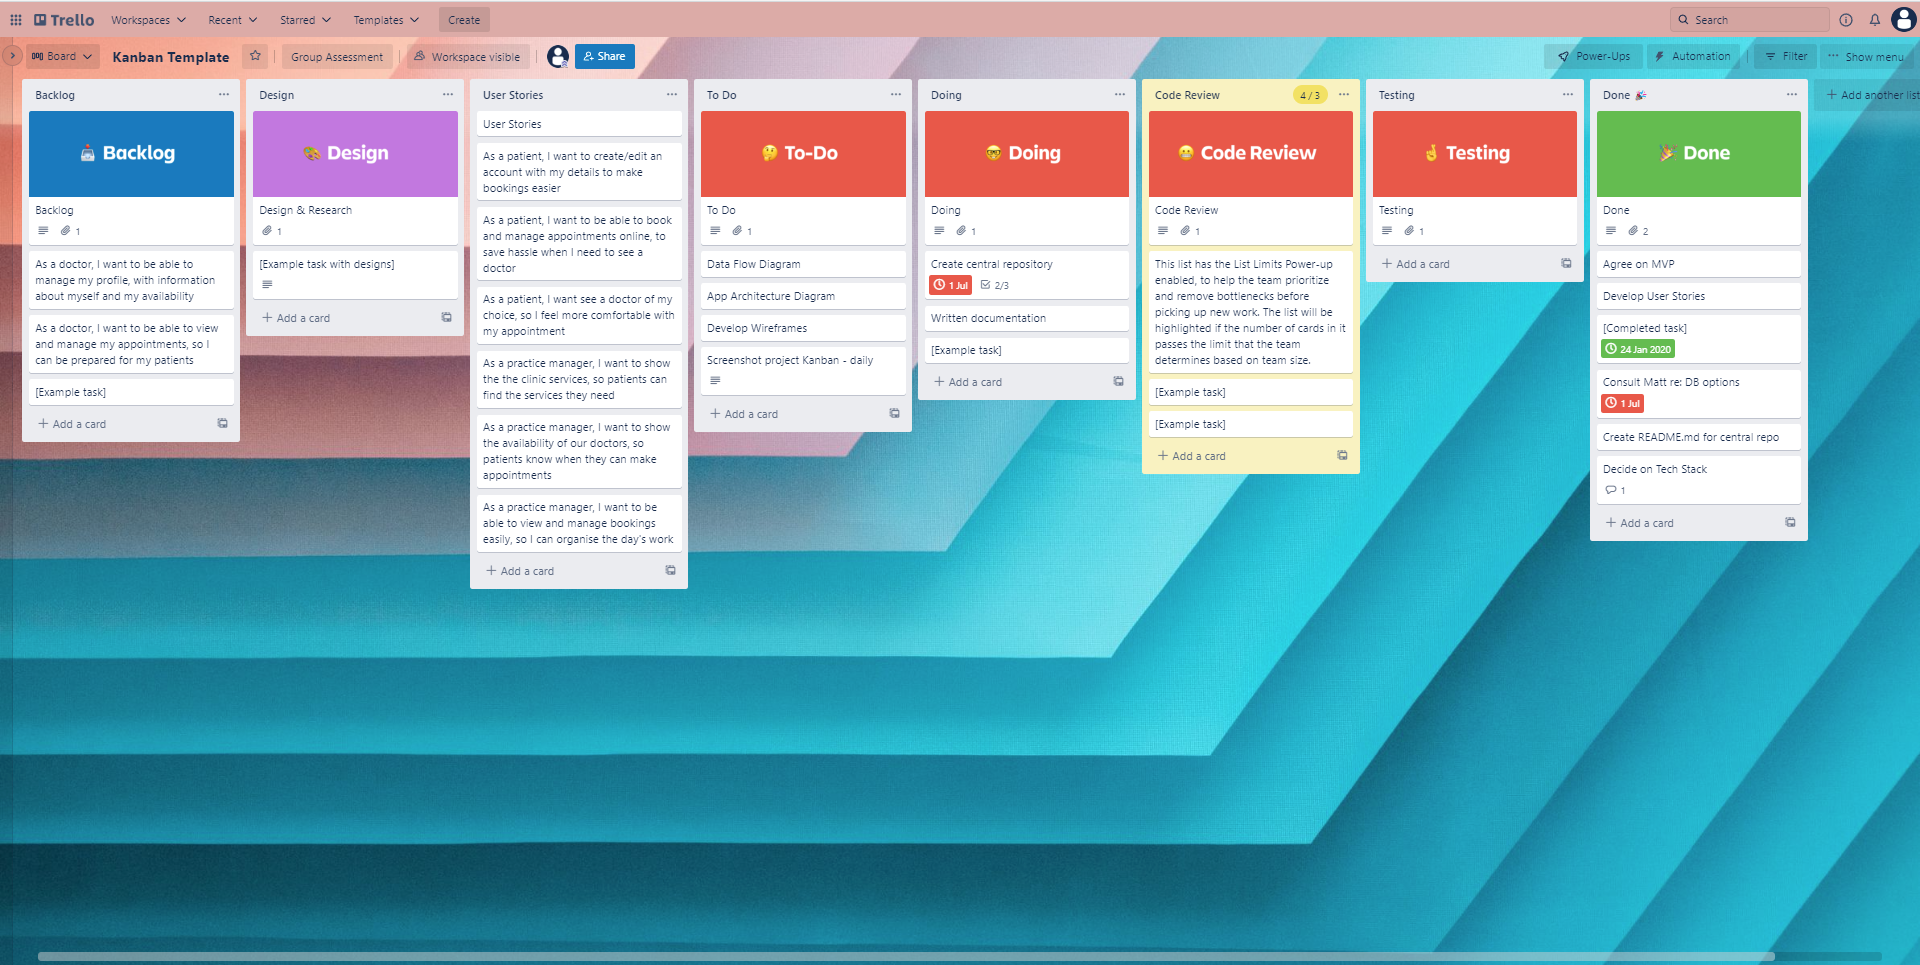 Trello
Workspaces
Recent
Starred
Templates
Create
Search
Board
Kanban Template
Group Assessment
Workspace visible
Share
Power-Ups
Automation
Filter
Show menu
Backlog
Backlog
Backlog
1
As a doctor, I want to be able to
manage my profile, with information
about myself and my availability
As a doctor, I want to be able to view
and manage my appointments, so I
can be prepared for my patients
[Example task]
+ Add a card
Design
Design
Design & Research
1
[Example task with designs]
+ Add a card
User Stories
User Stories
As a patient, I want to create/edit an
account with my details to make
bookings easier
As a patient, I want to be able to book
and manage appointments online, to
save hassle when I need to see a
doctor
As a patient, I want see a doctor of my
choice, so I feel more comfortable with
my appointment
As a practice manager, I want to show
the the clinic services, so patients can
find the services they need
As a practice manager, I want to show
the availability of our doctors, so
patients know when they can make
appointments
As a practice manager, I want to be
able to view and manage bookings
easily, so I can organise the day's work
+ Add a card
To Do
To-Do
To Do
1
Data Flow Diagram
App Architecture Diagram
Develop Wireframes
Screenshot project Kanban - daily
+ Add a card
Doing
Doing
Doing
1
Create central repository
1 Jul 2/3
Written documentation
[Example task]
+ Add a card
Code Review 4 / 3
Code Review
Code Review
1
This list has the List Limits Power-up
enabled, to help the team prioritize
and remove bottlenecks before
picking up new work. The list will be
highlighted if the number of cards in it
passes the limit that the team
determines based on team size.
[Example task]
[Example task]
+ Add a card
Testing
Testing
Testing
1
+ Add a card
Done 🎉
Done
Done
2
Agree on MVP
Develop User Stories
[Completed task]
24 Jan 2020
Consult Matt re: DB options
1 Jul
Create README.md for central repo
Decide on Tech Stack
1
+ Add a card
+ Add another list